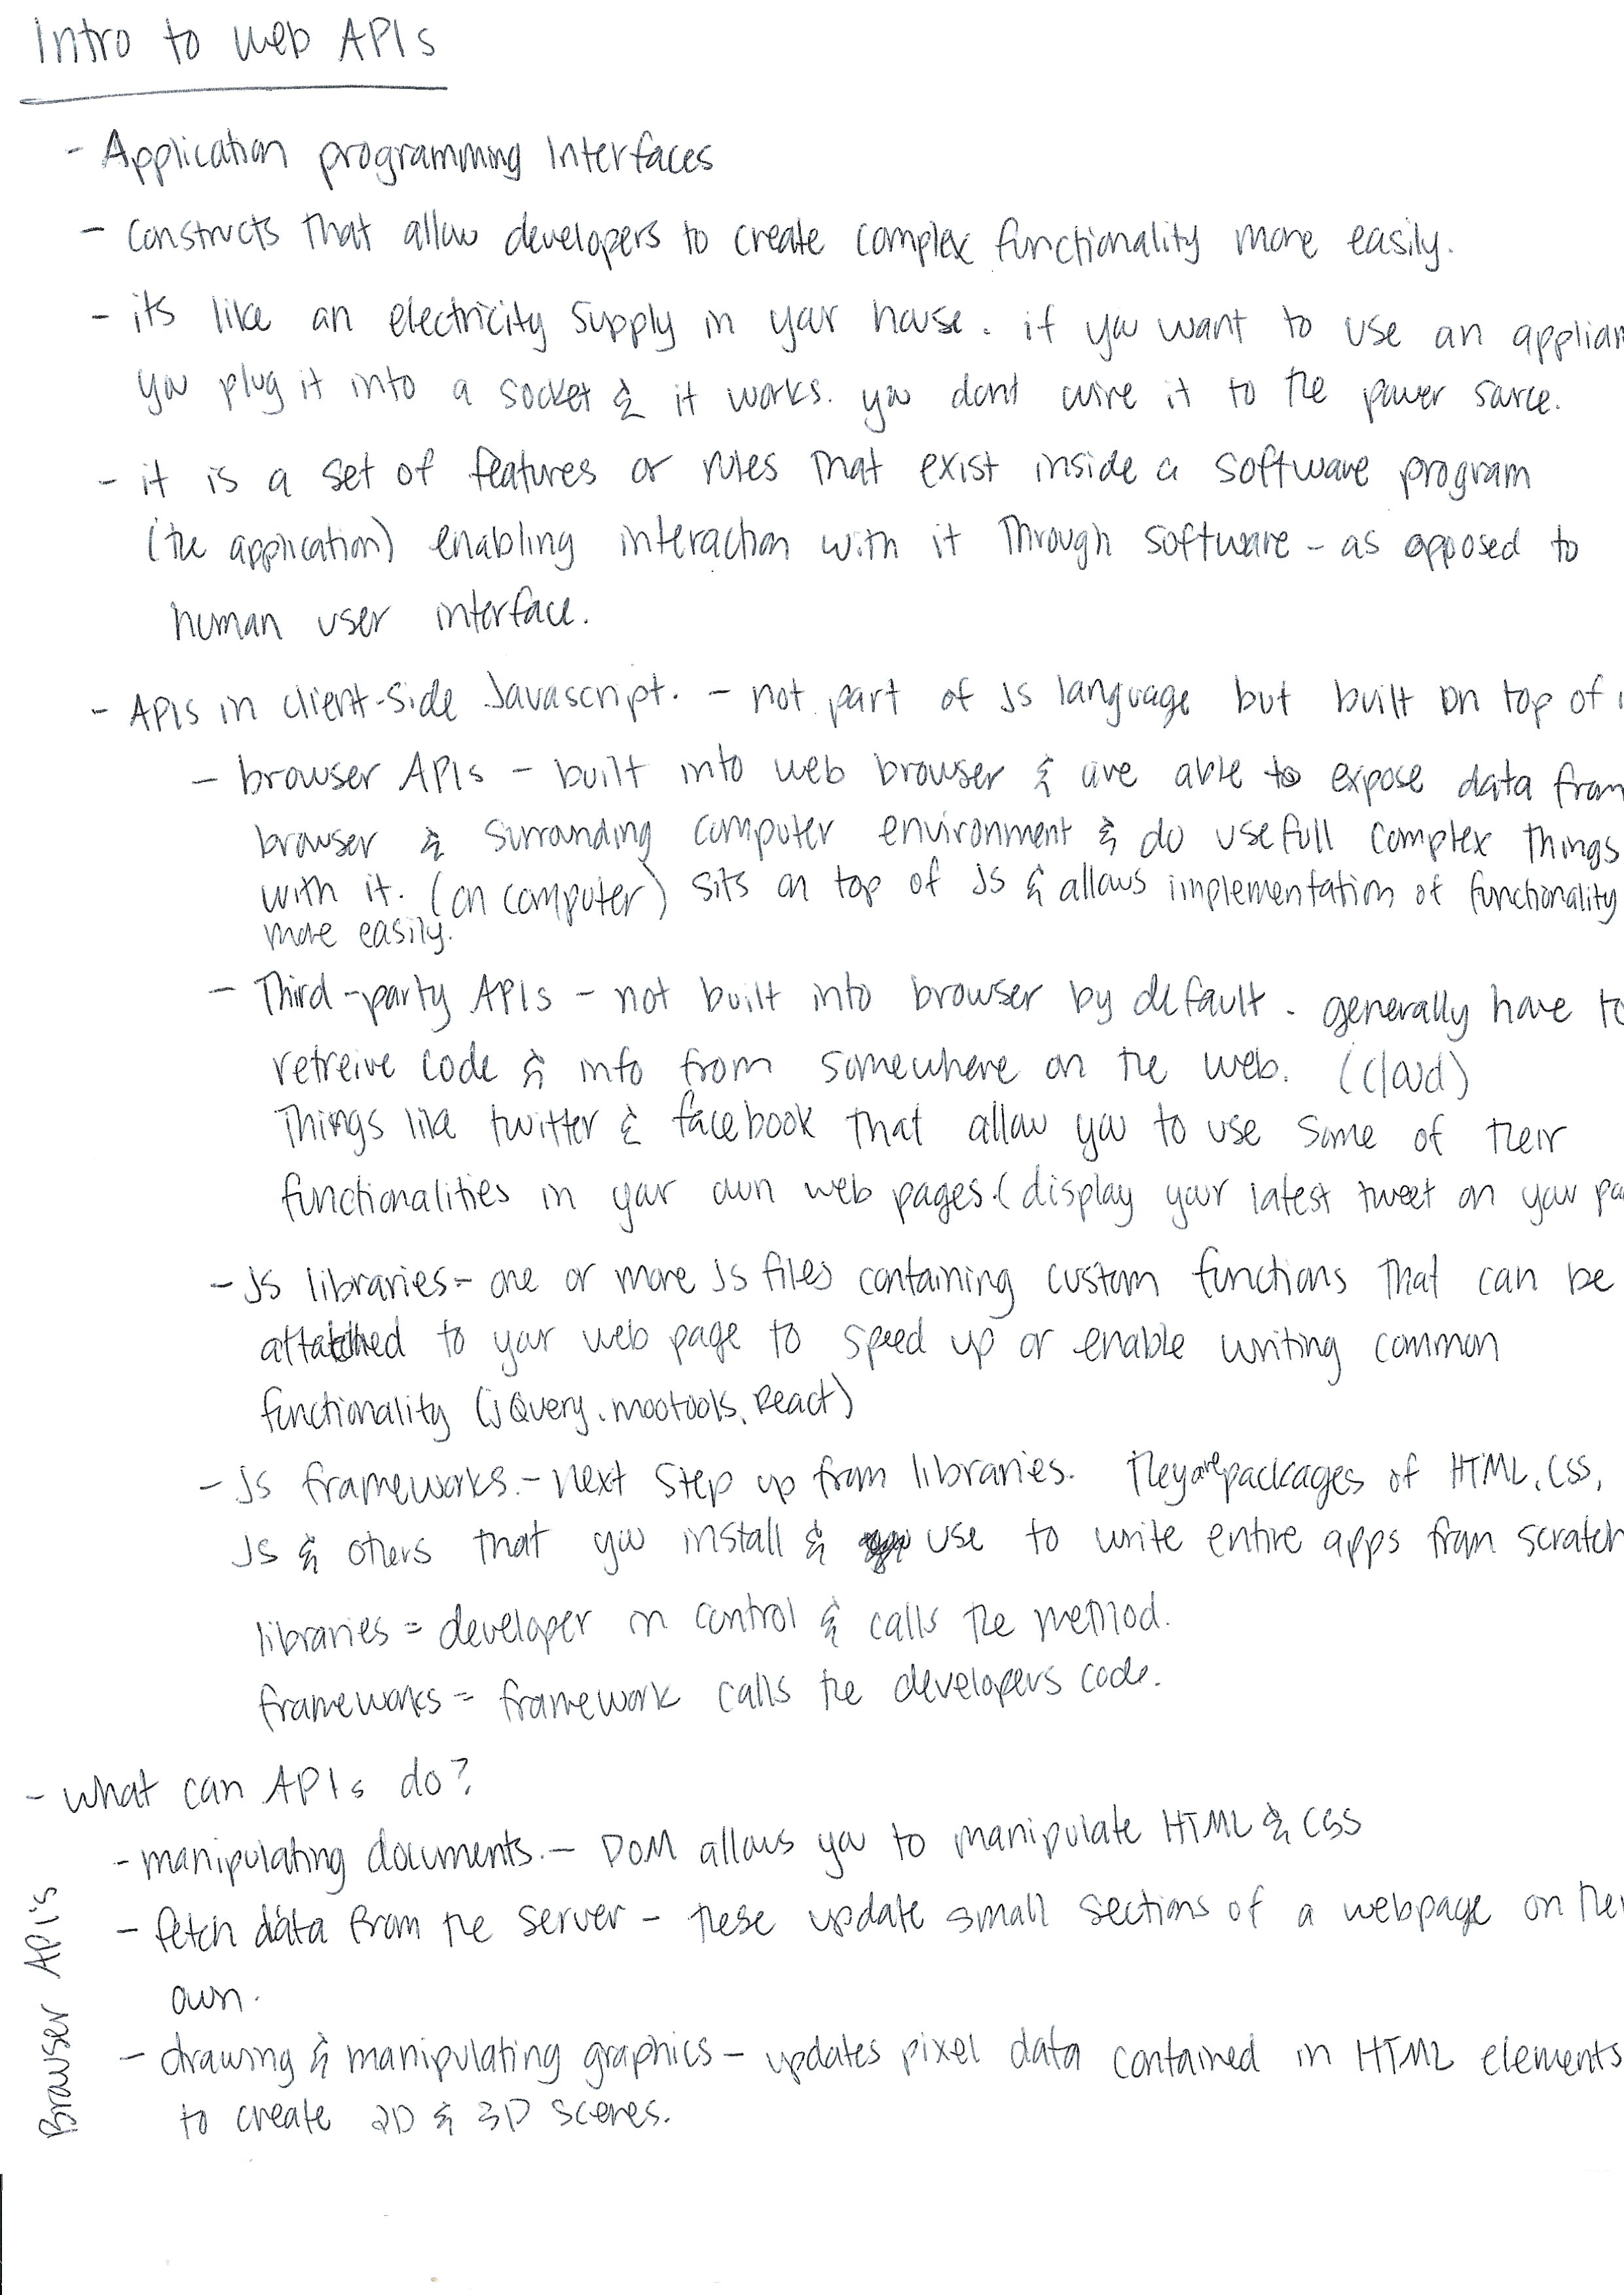 Intro to Web APIs
- Application programming Interfaces
- constructs that allow developers to create complex functionality more easily.
- its like an electricity supply in your house. if you want to use an applian
you plug it into a socket & it works. you dont wire it to the power source.
- it is a set of features or rules that exist inside a software program
(the application) enabling interaction with it through software - as opposed to
human user interface.
- APIs in client-side Javascript. - not part of JS language but built on top of i
- browser APIs - built into web browser & are able to expose data from
browser & surrounding computer environment & do usefull complex things
with it. (on computer) sits on top of JS & allows implementation of functionality
more easily.
- Third-party APIs - not built into browser by default. generally have to
retreive code & info from somewhere on the web. (cloud)
Things like twitter & facebook that allow you to use some of their
functionalities in your own web pages. (display your latest tweet on your pa
- JS libraries - one or more JS files containing custom functions that can be
attatched to your web page to speed up or enable writing common
functionality (jQuery, mootools, React)
- JS frameworks. - next step up from libraries. They are packages of HTML, CSS,
JS & others that you install & use to write entire apps from scratch
libraries = developer in control & calls the method.
frameworks = framework calls the developers code.
- what can APIs do?
Browser API's
- manipulating documents. - DOM allows you to manipulate HTML & CSS
- fetch data from the server - these update small sections of a webpage on thei
own.
- drawing & manipulating graphics - updates pixel data contained in HTML elements
to create 2D & 3D scenes.